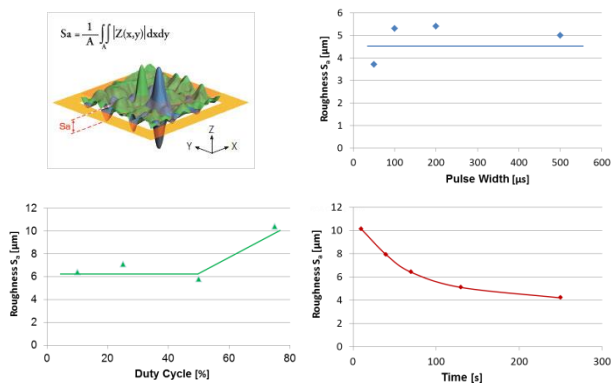 Sa = 1/A ∬_A |Z(x,y)|dxdy
Sa
Z
Y
X
Roughness Sa [µm]
6
5
4
3
2
1
0
0 100 200 300 400 500 600
Pulse Width [µs]
Roughness Sa [µm]
12
10
8
6
4
2
0
0 20 40 60 80
Duty Cycle [%]
Roughness Sa [µm]
12
10
8
6
4
2
0
0 100 200 300
Time [s]